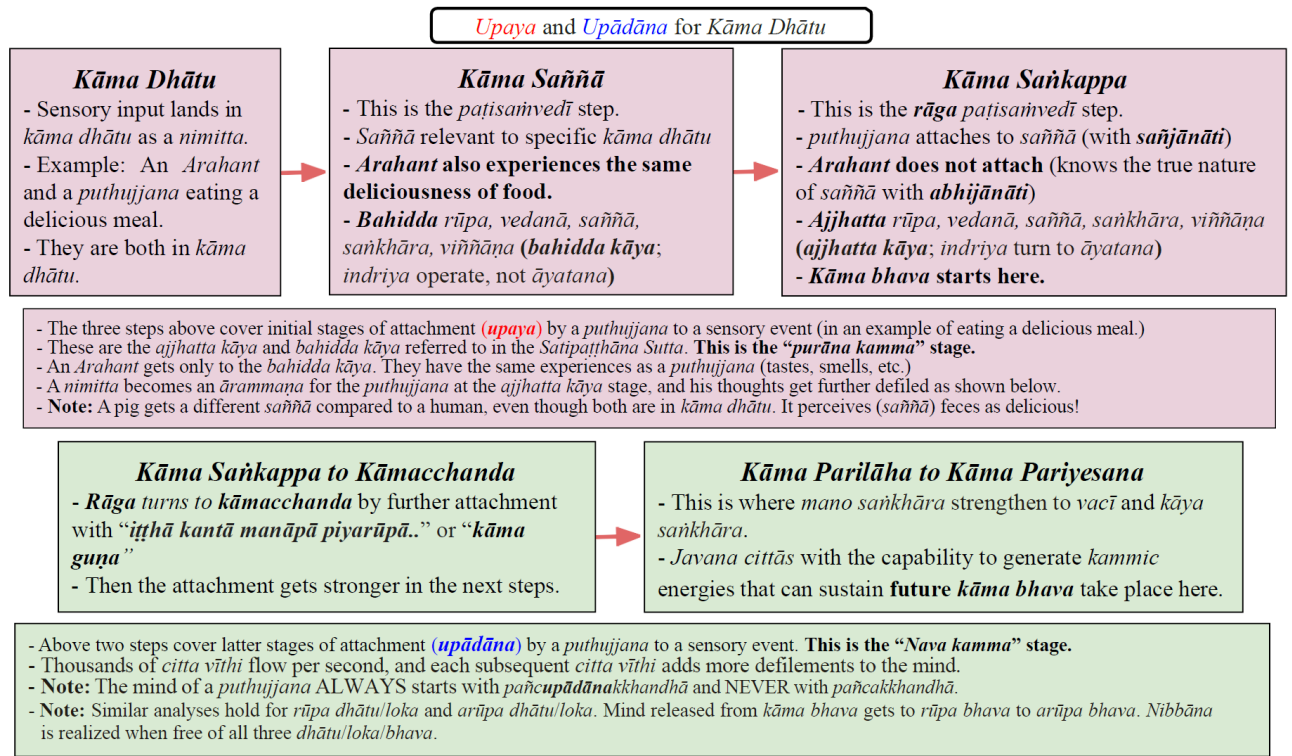 Upaya and Upādāna for Kāma Dhātu
Kāma Dhātu
- Sensory input lands in
kāma dhātu as a nimitta.
- Example: An Arahant
and a puthujjana eating a
delicious meal.
- They are both in kāma
dhātu.
Kāma Saññā
- This is the paṭisaṁvedī step.
- Saññā relevant to specific kāma dhātu
- Arahant also experiences the same
deliciousness of food.
- Bahidda rūpa, vedanā, saññā,
saṅkhāra, viññāṇa (bahidda kāya;
indriya operate, not āyatana)
Kāma Saṅkappa
- This is the rāga paṭisaṁvedī step.
- puthujjana attaches to saññā (with sañjānāti)
- Arahant does not attach (knows the true nature
of saññā with abhijānāti)
- Ajjhatta rūpa, vedanā, saññā, saṅkhāra, viññāṇa
(ajjhatta kāya; indriya turn to āyatana)
- Kāma bhava starts here.
- The three steps above cover initial stages of attachment (upaya) by a puthujjana to a sensory event (in an example of eating a delicious meal.)
- These are the ajjhatta kāya and bahidda kāya referred to in the Satipaṭṭhāna Sutta. This is the “purāna kamma” stage.
- An Arahant gets only to the bahidda kāya. They have the same experiences as a puthujjana (tastes, smells, etc.)
- A nimitta becomes an ārammaṇa for the puthujjana at the ajjhatta kāya stage, and his thoughts get further defiled as shown below.
- Note: A pig gets a different saññā compared to a human, even though both are in kāma dhātu. It perceives (saññā) feces as delicious!
Kāma Saṅkappa to Kāmacchanda
- Rāga turns to kāmacchanda by further attachment
with “iṭṭhā kantā manāpā piyarūpā..” or “kāma
guṇa”
- Then the attachment gets stronger in the next steps.
Kāma Parilāha to Kāma Pariyesana
- This is where mano saṅkhāra strengthen to vacī and kāya
saṅkhāra.
- Javana cittās with the capability to generate kammic
energies that can sustain future kāma bhava take place here.
- Above two steps cover latter stages of attachment (upādāna) by a puthujjana to a sensory event. This is the “Nava kamma” stage.
- Thousands of citta vīthi flow per second, and each subsequent citta vīthi adds more defilements to the mind.
- Note: The mind of a puthujjana ALWAYS starts with pañcupādānakkhandhā and NEVER with pañcakkhandhā.
- Note: Similar analyses hold for rūpa dhātu/loka and arūpa dhātu/loka. Mind released from kāma bhava gets to rūpa bhava to arūpa bhava. Nibbāna
is realized when free of all three dhātu/loka/bhava.